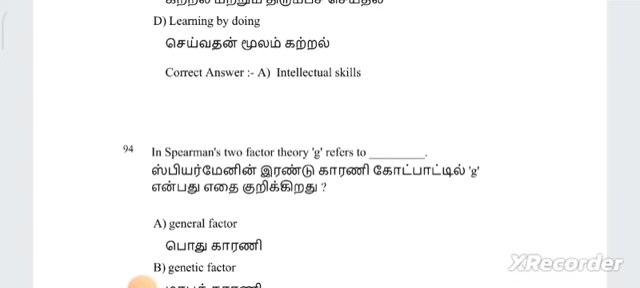 D) Learning by doing
செய்வதன் மூலம் கற்றல்
Correct Answer :- A) Intellectual skills
94 In Spearman's two factor theory 'g' refers to _________.
ஸ்பியர்மேனின் இரண்டு காரணி கோட்பாட்டில் 'g'
என்பது எதை குறிக்கிறது ?
A) general factor
பொது காரணி
B) genetic factor
XRecorder